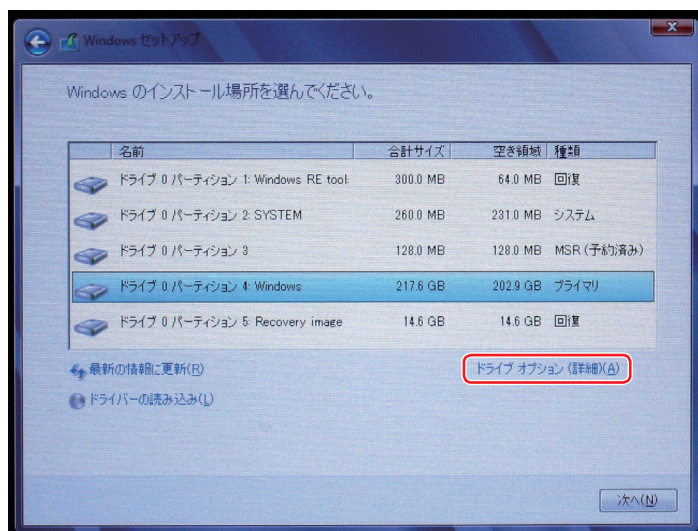 Windows セットアップ
Windows のインストール場所を選んでください。
名前 合計サイズ 空き領域 種類
ドライブ 0 パーティション 1: Windows RE tool: 300.0 MB 64.0 MB 回復
ドライブ 0 パーティション 2: SYSTEM 260.0 MB 231.0 MB システム
ドライブ 0 パーティション 3 128.0 MB 128.0 MB MSR (予約済み)
ドライブ 0 パーティション 4: Windows 217.6 GB 202.9 GB プライマリ
ドライブ 0 パーティション 5: Recovery image 14.6 GB 14.6 GB 回復
最新の情報に更新(R) ドライブ オプション (詳細)(A)
ドライバーの読み込み(L)
次へ(N)